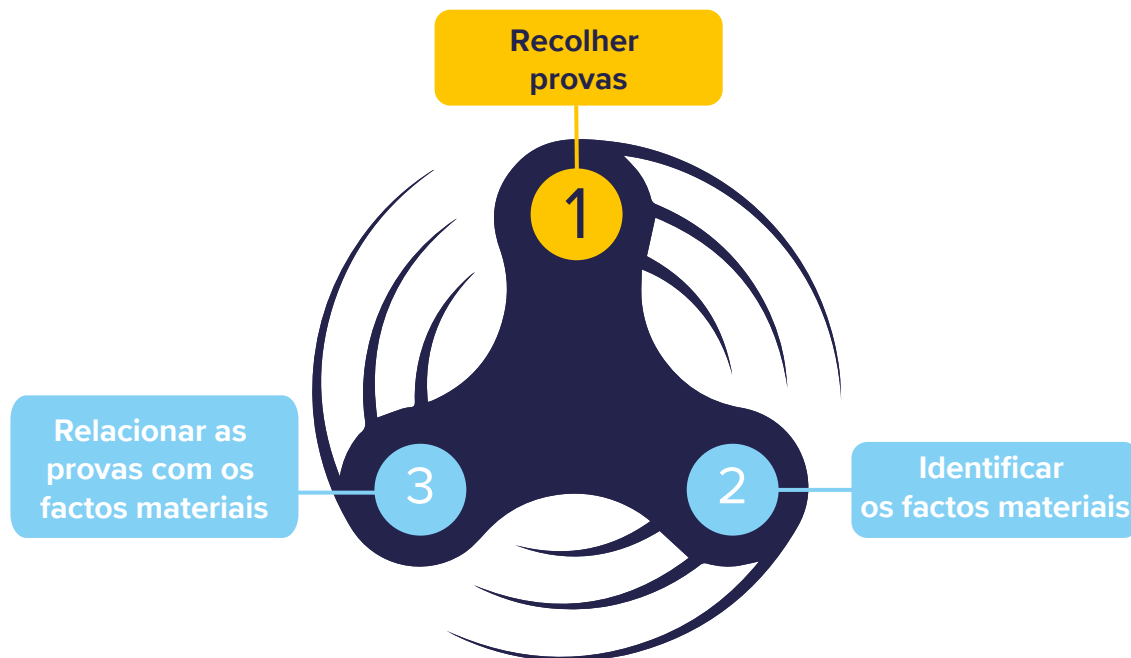 Recolher
provas
1
Relacionar as
provas com os
factos materiais
3
2
Identificar
os factos materiais